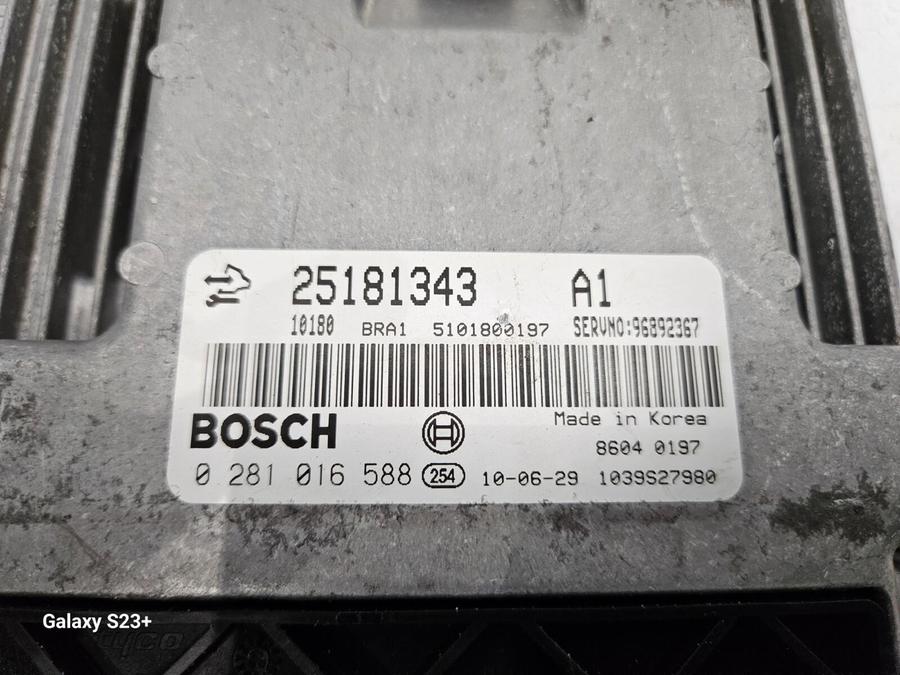 25181343 A1
10180 BRA1 5101800197 SERVNO:96892367
BOSCH
Made in Korea
8604 0197
0 281 016 588 254 10-06-29 1039S27980
Galaxy S23+